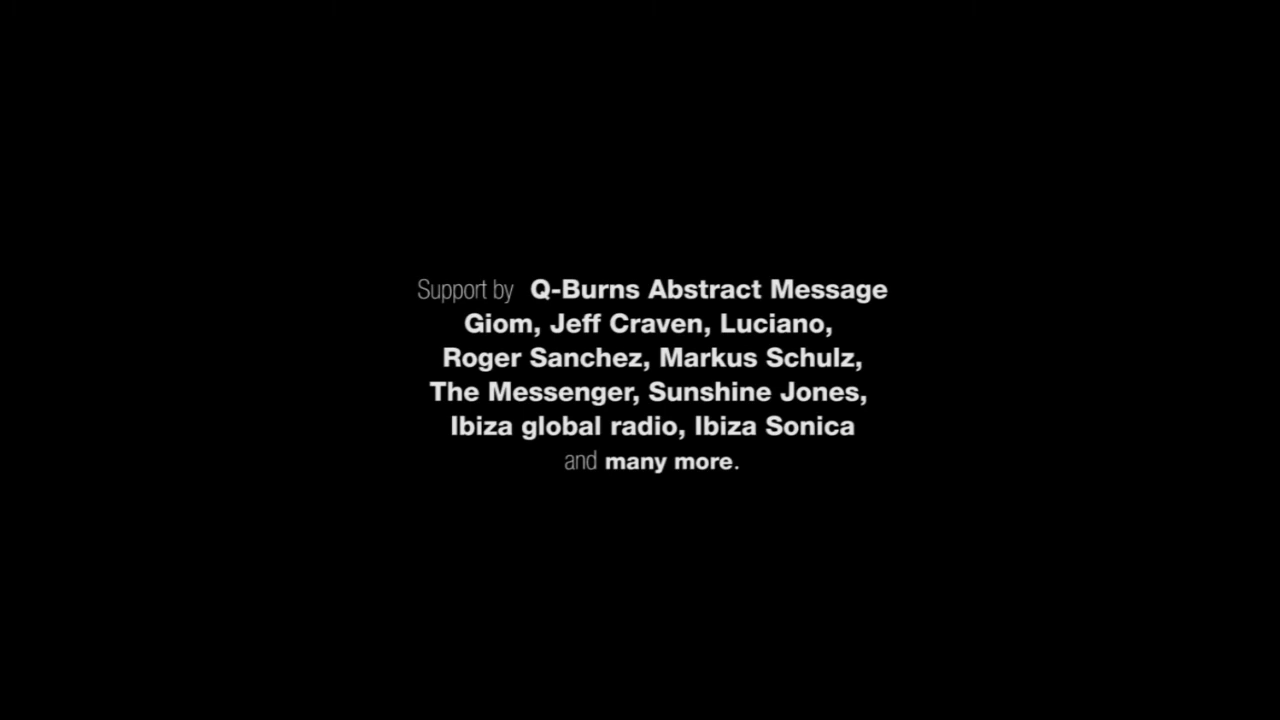 Support by Q-Burns Abstract Message
Giom, Jeff Craven, Luciano,
Roger Sanchez, Markus Schulz,
The Messenger, Sunshine Jones,
Ibiza global radio, Ibiza Sonica
and many more.